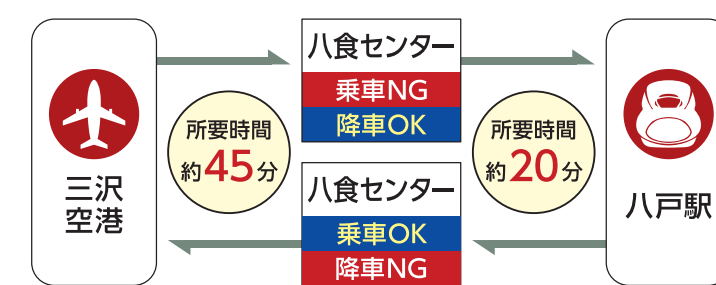 三沢
空港
八食センター
乗車NG
降車OK
所要時間
約45分
所要時間
約20分
八食センター
乗車OK
降車NG
八戸駅